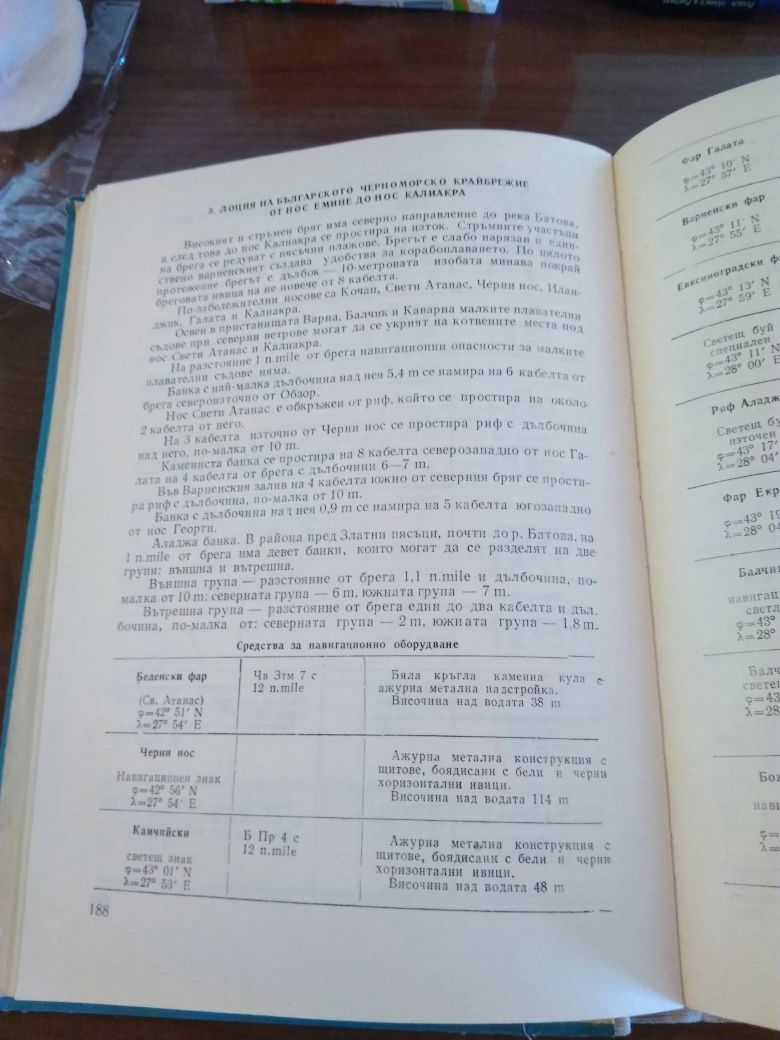 3. ЛОЦИЯ НА БЪЛГАРСКОТО ЧЕРНОМОРСКО КРАЙБРЕЖИЕ
ОТ НОС ЕМИНЕ ДО НОС КАЛИАКРА
Високият и стръмен бряг има северно направление до река Батова,
а след това до нос Калиакра се простира на изток. Стръмните участъци
на брега се редуват с пясъчни плажове. Брегът е слабо нарязан и един-
ствено варненският създава удобства за корабоплаването. По цялото
протежение брегът е дълбок — 10-метровата изобата минава покрай
бреговата ивица на не повече от 8 кабелта.
По-забележителни носове са Кочан, Свети Атанас, Черни нос, Илан-
джик, Галата и Калиакра.
Освен в пристанищата Варна, Балчик и Каварна малките плавателни
съдове при северни ветрове могат да се укрият на котвените места под
нос Свети Атанас и Калиакра.
На разстояние 1 n.mile от брега навигационни опасности за малките
плавателни съдове няма.
Банка с най-малка дълбочина над нея 5,4 m се намира на 6 кабелта от
брега североизточно от Обзор.
Нос Свети Атанас е обкръжен от риф, който се простира на около
2 кабелта от него.
На 3 кабелта източно от Черни нос се простира риф с дълбочина
над него, по-малка от 10 m.
Камениста банка се простира на 8 кабелта северозападно от нос Га-
лата на 4 кабелта от брега с дълбочини 6—7 m.
Във Варненския залив на 4 кабелта южно от северния бряг се прости-
ра риф с дълбочина, по-малка от 10 m.
Банка с дълбочина над нея 0,9 m се намира на 5 кабелта югозападно
от нос Георги.
Аладжа банка. В района пред Златни пясъци, почти до р. Батова, на
1 n.mile от брега има девет банки, които могат да се разделят на две
групи: външна и вътрешна.
Външна група — разстояние от брега 1,1 n.mile и дълбочина, по-
малка от 10 m: северната група — 6 m, южната група — 7 m.
Вътрешна група — разстояние от брега един до два кабелта и дъл.
бочина, по-малка от: северната група — 2 m, южната група — 1,8 m.
Средства за навигационно оборудване
Беленски фар
(Св. Атанас)
φ=42° 51′ N
λ=27° 54′ E
Чв Зтм 7 с
12 n.mile
Бяла кръгла каменна кула с
ажурна метална надстройка.
Височина над водата 38 m
Черни нос
Навигационен знак
φ=42° 56′ N
λ=27° 54′ E
Ажурна метална конструкция с
щитове, боядисани с бели и черни
хоризонтални ивици.
Височина над водата 114 m
Камчийски
светещ знак
φ=43° 01′ N
λ=27° 53′ E
Б Пр 4 с
12 n.mile
Ажурна метална конструкция с
щитове, боядисани с бели и черни
хоризонтални ивици.
Височина над водата 48 m
188
Фар Галата
φ=43° 10′ N
λ=27° 57′ E
Варненски фар
φ=43° 11′ N
λ=27° 55′ E
Евксиноградски
φ=43° 13′ N
λ=27° 59′ E
Светещ буй
специален
φ=43° 11′ N
λ=28° 00′ E
Риф
Светещ
източен
φ=43° 17′
λ=28° 04′
Фар
φ=43°
λ=28°
φ=43°
λ=28°
φ=43
λ=28°